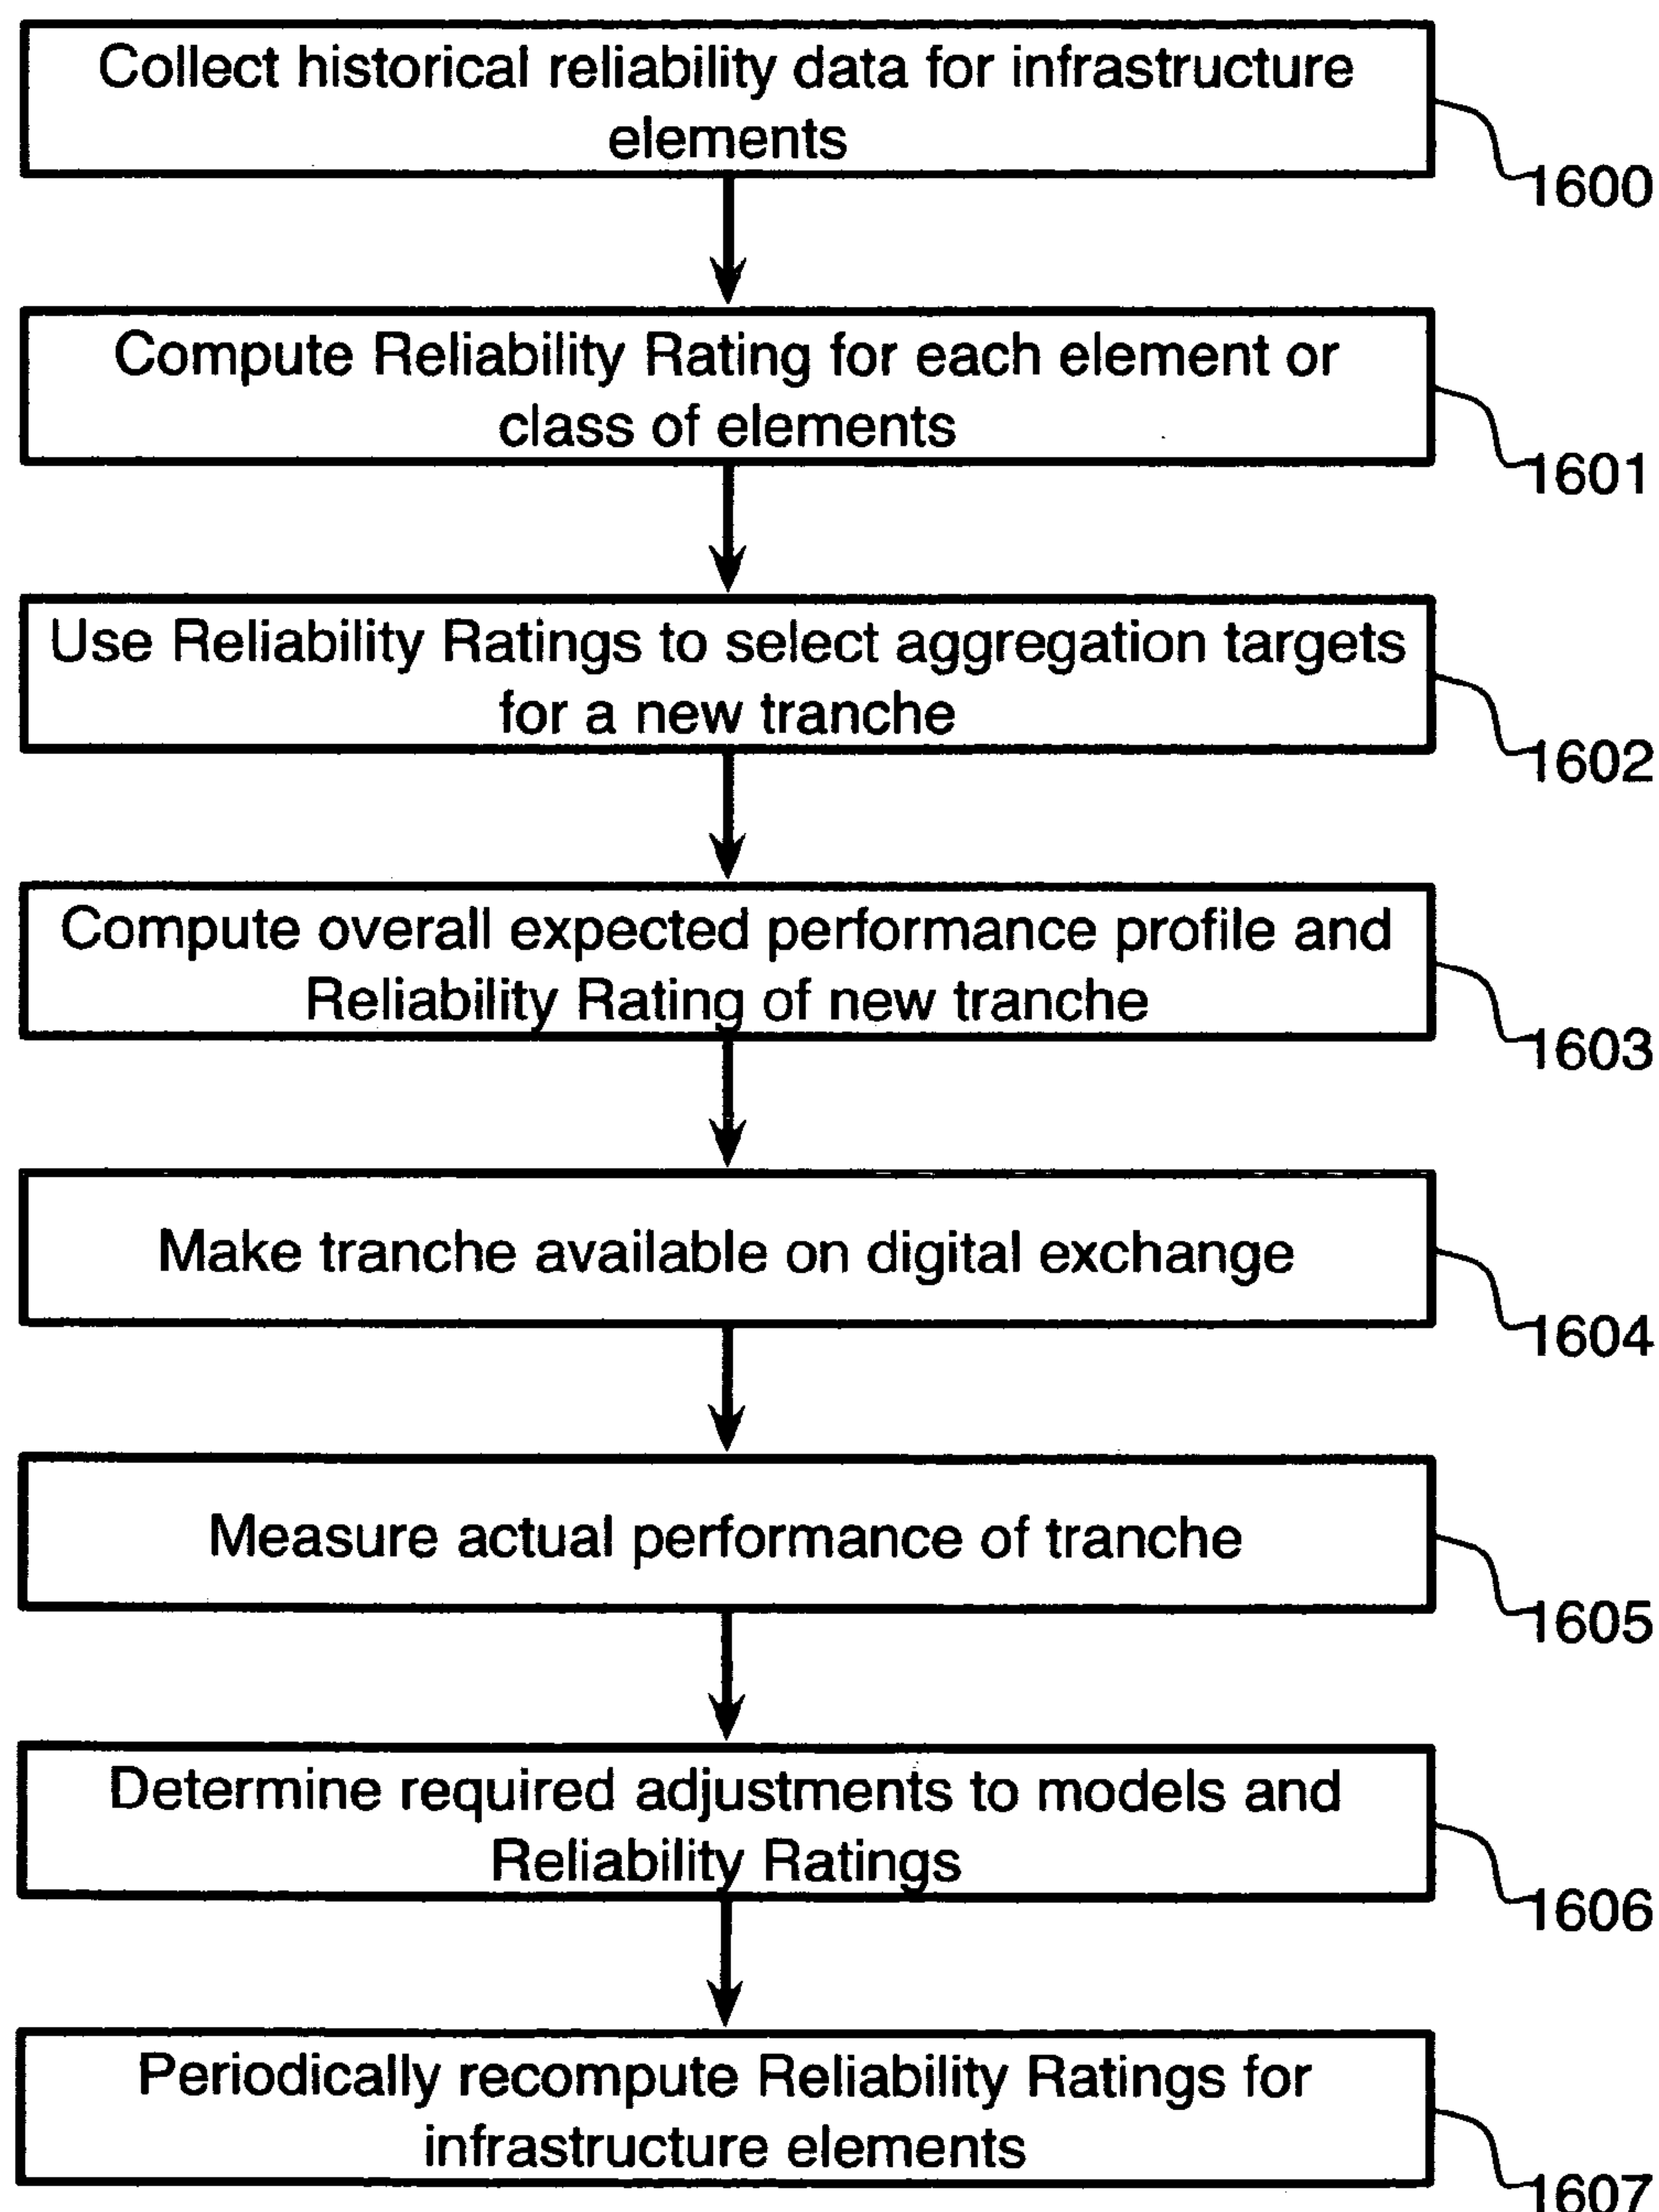 Collect historical reliability data for infrastructure
elements
1600
Compute Reliability Rating for each element or
class of elements
1601
Use Reliability Ratings to select aggregation targets
for a new tranche
1602
Compute overall expected performance profile and
Reliability Rating of new tranche
1603
Make tranche available on digital exchange
1604
Measure actual performance of tranche
1605
Determine required adjustments to models and
Reliability Ratings
1606
Periodically recompute Reliability Ratings for
infrastructure elements
1607